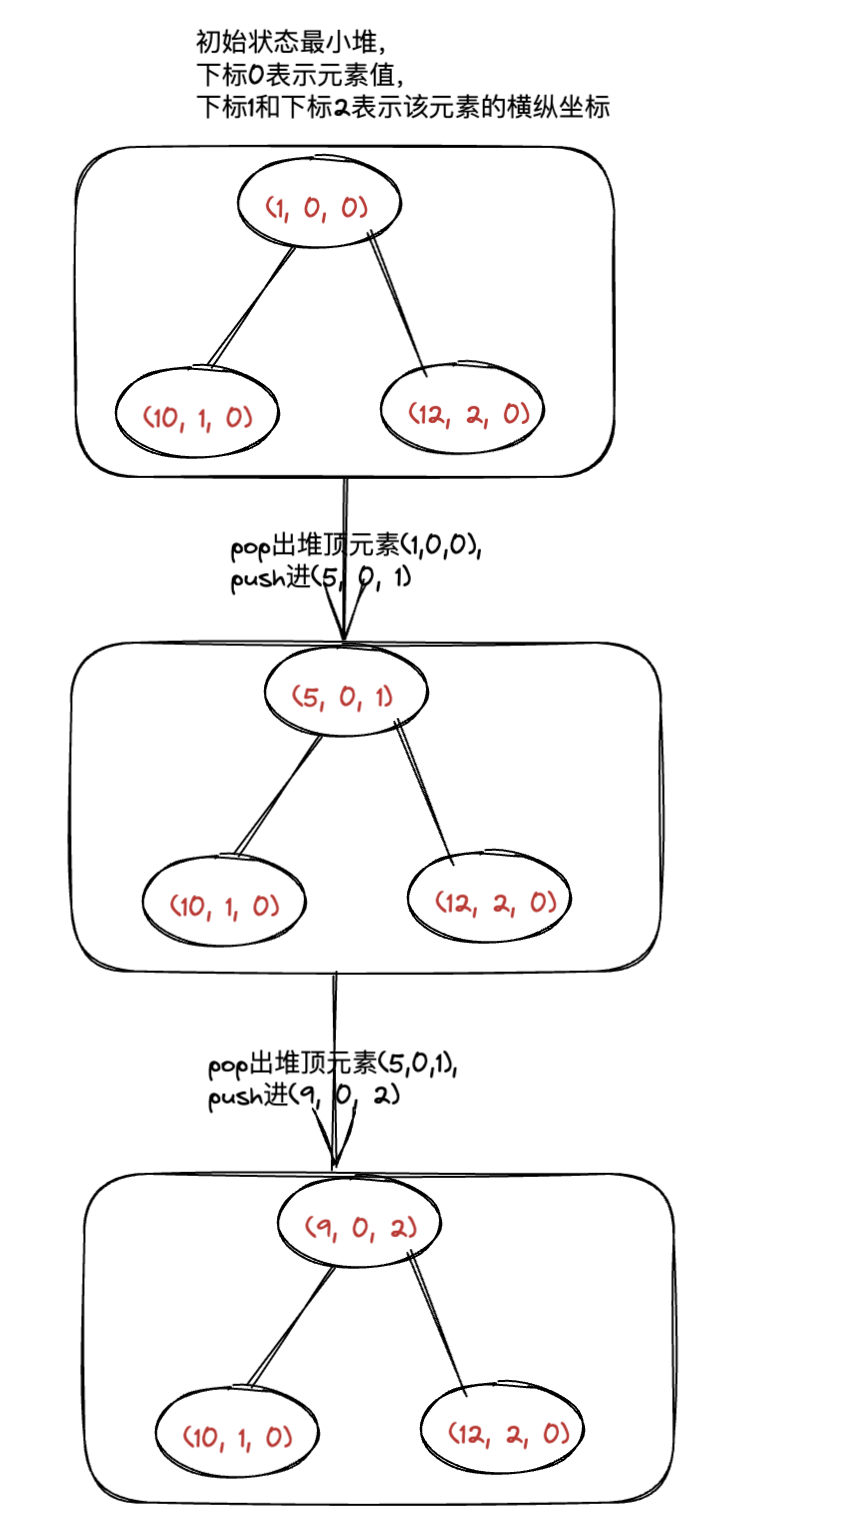 初始状态最小堆，
下标0表示元素值，
下标1和下标2表示该元素的横纵坐标
(1, 0, 0)
(10, 1, 0)
(12, 2, 0)
pop出堆顶元素(1,0,0),
push进(5, 0, 1)
(5, 0, 1)
(10, 1, 0)
(12, 2, 0)
pop出堆顶元素(5,0,1),
push进(9, 0, 2)
(9, 0, 2)
(10, 1, 0)
(12, 2, 0)